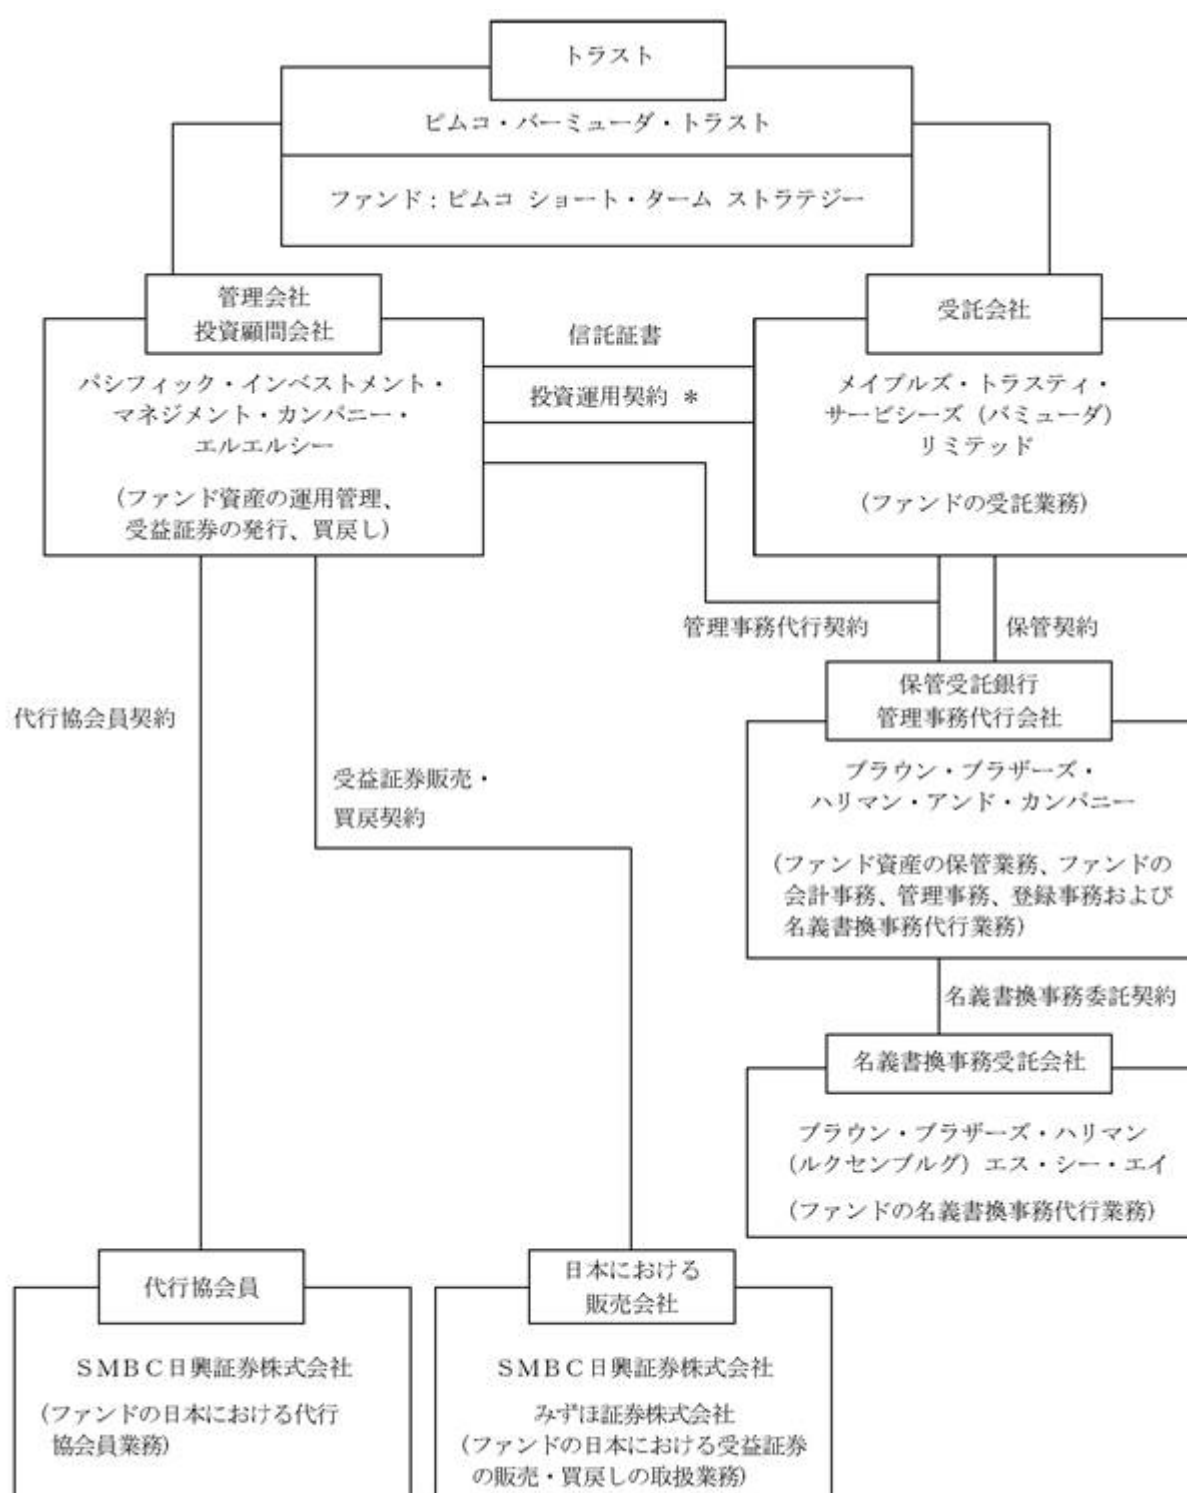 トラスト
ピムコ・バーミューダ・トラスト
ファンド：ピムコ ショート・ターム ストラテジー
管理会社
投資顧問会社
パシフィック・インベストメント・
マネジメント・カンパニー・
エルエルシー
（ファンド資産の運用管理、
受益証券の発行、買戻し）
信託証書
投資運用契約 ＊
受託会社
メイプルズ・トラスティ・
サービシーズ（バミューダ）
リミテッド
（ファンドの受託業務）
管理事務代行契約
保管契約
保管受託銀行
管理事務代行会社
ブラウン・ブラザーズ・
ハリマン・アンド・カンパニー
（ファンド資産の保管業務、ファンドの
会計事務、管理事務、登録事務および
名義書換事務代行業務）
代行協会員契約
受益証券販売・
買戻契約
名義書換事務委託契約
名義書換事務受託会社
ブラウン・ブラザーズ・ハリマン
（ルクセンブルグ）エス・シー・エイ
（ファンドの名義書換事務代行業務）
代行協会員
ＳＭＢＣ日興証券株式会社
（ファンドの日本における代行
協会員業務）
日本における
販売会社
ＳＭＢＣ日興証券株式会社
みずほ証券株式会社
（ファンドの日本における受益証券
の販売・買戻しの取扱業務）